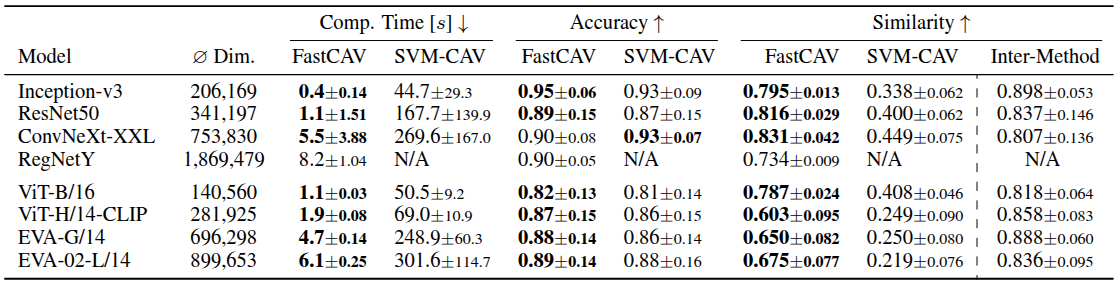 Comp. Time [s] ↓ Accuracy ↑ Similarity ↑
Model ∅ Dim. FastCAV SVM-CAV FastCAV SVM-CAV FastCAV SVM-CAV Inter-Method
Inception-v3 206,169 0.4±0.14 44.7±29.3 0.95±0.06 0.93±0.09 0.795±0.013 0.338±0.062 0.898±0.053
ResNet50 341,197 1.1±1.51 167.7±139.9 0.89±0.15 0.87±0.15 0.816±0.029 0.400±0.062 0.837±0.146
ConvNeXt-XXL 753,830 5.5±3.88 269.6±167.0 0.90±0.08 0.93±0.07 0.831±0.042 0.449±0.075 0.807±0.136
RegNetY 1,869,479 8.2±1.04 N/A 0.90±0.05 N/A 0.734±0.009 N/A N/A
ViT-B/16 140,560 1.1±0.03 50.5±9.2 0.82±0.13 0.81±0.14 0.787±0.024 0.408±0.046 0.818±0.064
ViT-H/14-CLIP 281,925 1.9±0.08 69.0±10.9 0.87±0.15 0.86±0.15 0.603±0.095 0.249±0.090 0.858±0.083
EVA-G/14 696,298 4.7±0.14 248.9±60.3 0.88±0.14 0.86±0.14 0.650±0.082 0.250±0.080 0.888±0.060
EVA-02-L/14 899,653 6.1±0.25 301.6±114.7 0.89±0.14 0.88±0.16 0.675±0.077 0.219±0.076 0.836±0.095